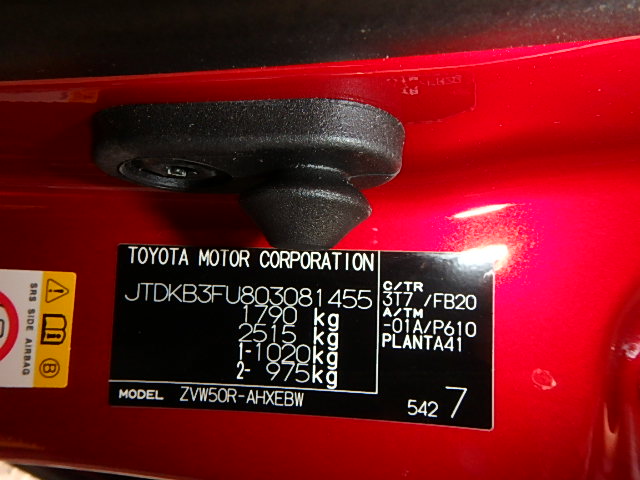 TOYOTA MOTOR CORPORATION
JTDKB3FU803081455
1790 kg
2515 kg
1-1020kg
2- 975kg
C/TR
3T7 /FB20
A/TM
-01A/P610
PLANTA41
MODEL ZVW50R-AHXEBW
542 7
SRS SIDE AIRBAG